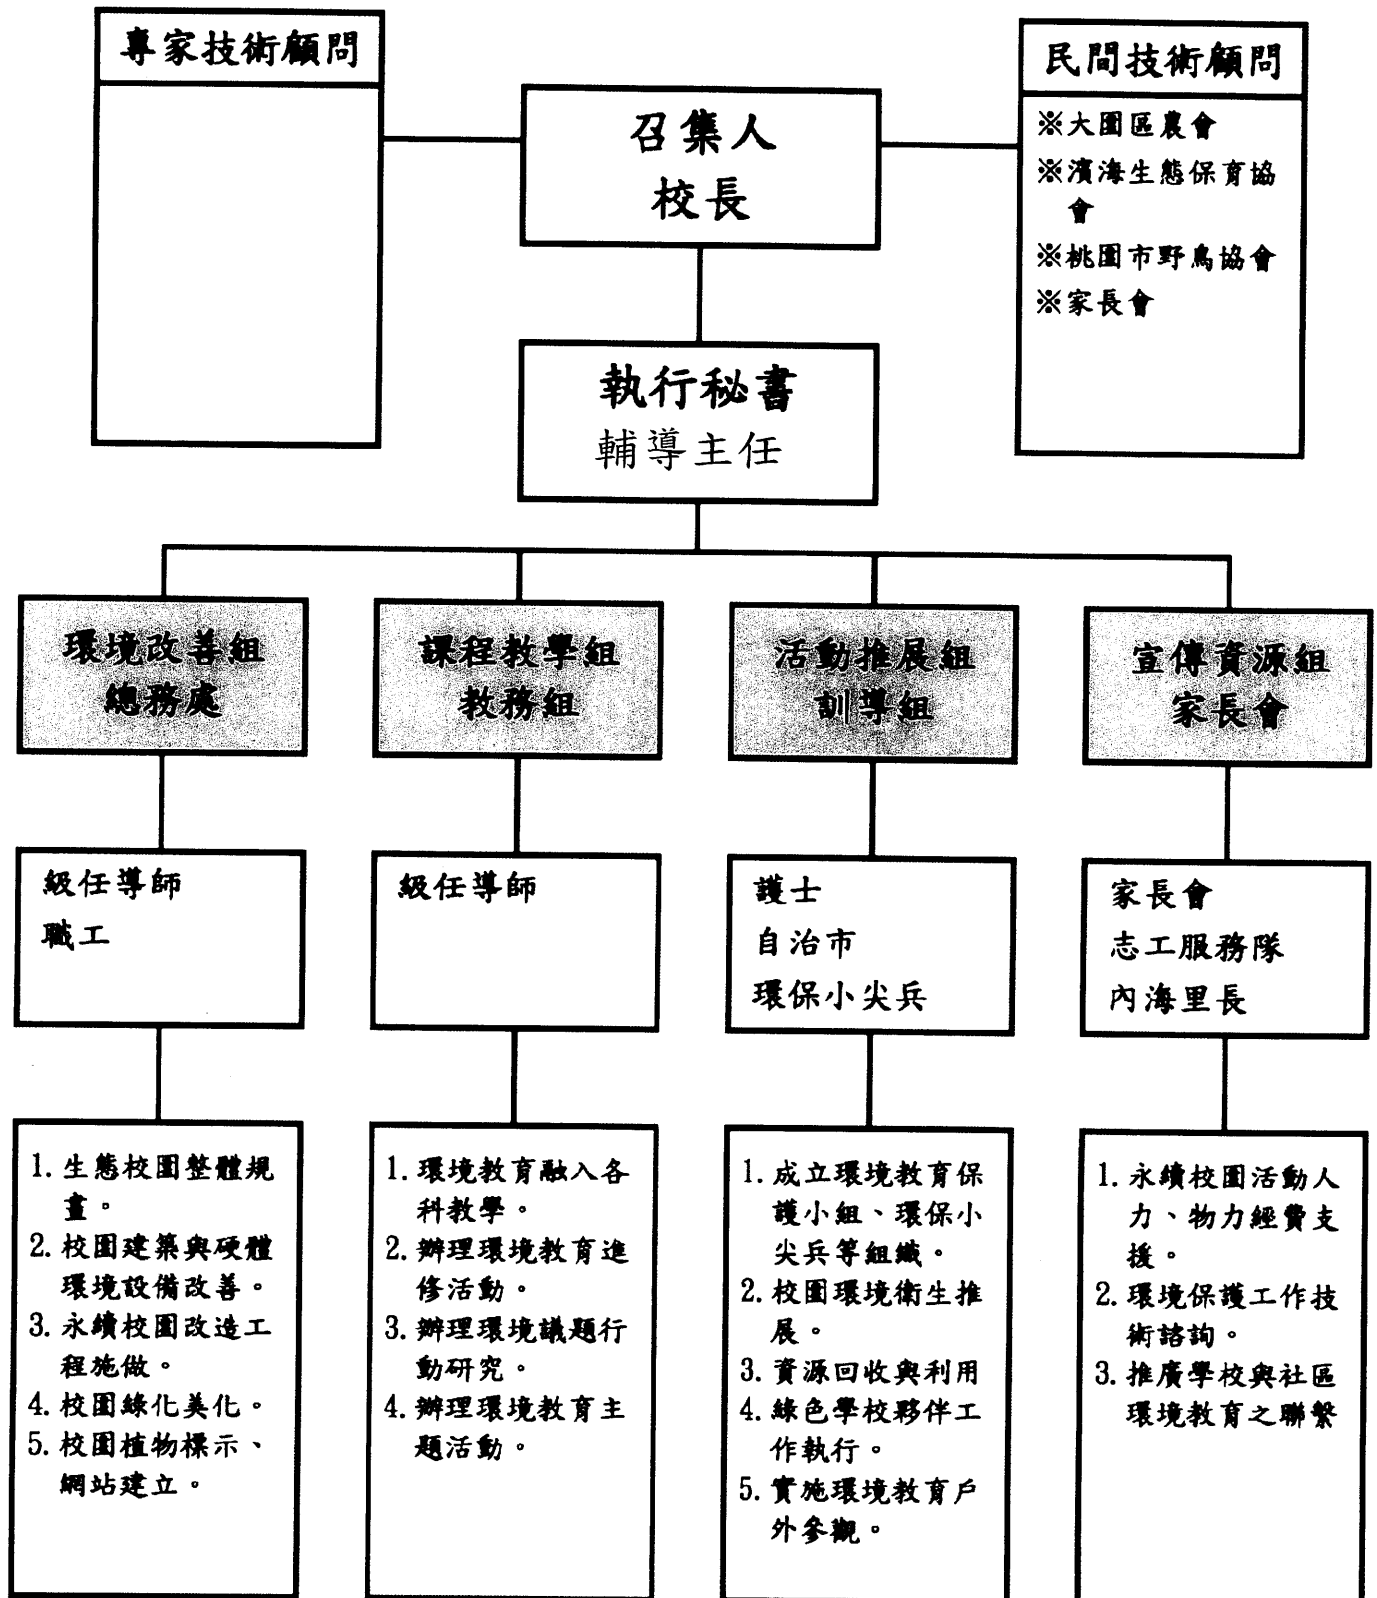 專家技術顧問
召集人
校長
民間技術顧問
※大園區農會
※濱海生態保育協
會
※桃園市野鳥協會
※家長會
執行秘書
輔導主任
環境改善組
總務處
課程教學組
教務組
活動推展組
訓導組
宣傳資源組
家長會
級任導師
職工
級任導師
護士
自治市
環保小尖兵
家長會
志工服務隊
內海里長
1. 生態校園整體規
畫。
2. 校園建築與硬體
環境設備改善。
3. 永續校園改造工
程施做。
4. 校園綠化美化。
5. 校園植物標示、
網站建立。
1. 環境教育融入各
科教學。
2. 辦理環境教育進
修活動。
3. 辦理環境議題行
動研究。
4. 辦理環境教育主
題活動。
1. 成立環境教育保
護小組、環保小
尖兵等組織。
2. 校園環境衛生推
展。
3. 資源回收與利用
4. 綠色學校夥伴工
作執行。
5. 實施環境教育戶
外參觀。
1. 永續校園活動人
力、物力經費支
援。
2. 環境保護工作技
術諮詢。
3. 推廣學校與社區
環境教育之聯繫